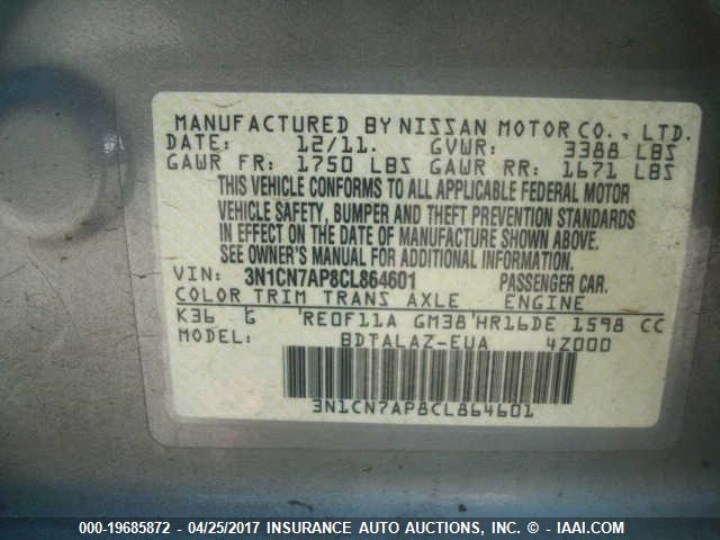 MANUFACTURED BY NISSAN MOTOR CO., LTD.
DATE: 12/11. GVWR: 3388 LBS
GAWR FR: 1750 LBS GAWR RR: 1671 LBS
THIS VEHICLE CONFORMS TO ALL APPLICABLE FEDERAL MOTOR
VEHICLE SAFETY, BUMPER AND THEFT PREVENTION STANDARDS
IN EFFECT ON THE DATE OF MANUFACTURE SHOWN ABOVE.
SEE OWNER'S MANUAL FOR ADDITIONAL INFORMATION.
VIN: 3N1CN7AP8CL864601 PASSENGER CAR.
COLOR TRIM TRANS AXLE ENGINE
K36 G RE0F11A GM38 HR16DE 1598 CC
MODEL: BDTALAZ-EUA 4Z000
3N1CN7AP8CL864601
000-19685872 - 04/25/2017 INSURANCE AUTO AUCTIONS, INC. © - IAAI.COM